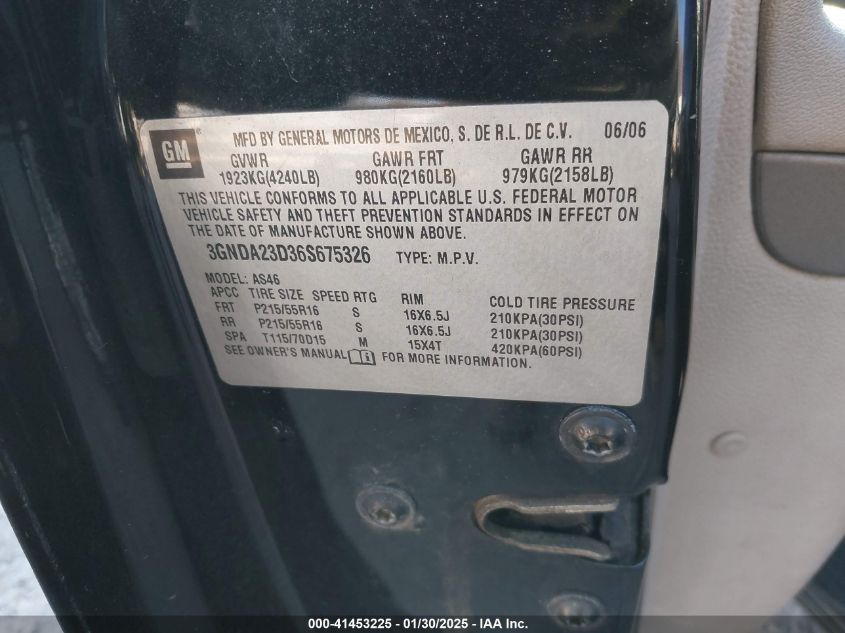 GM
MFD BY GENERAL MOTORS DE MEXICO, S. DE R.L. DE C.V. 06/06
GVWR GAWR FRT GAWR RR
1923KG(4240LB) 980KG(2160LB) 979KG(2158LB)
THIS VEHICLE CONFORMS TO ALL APPLICABLE U.S. FEDERAL MOTOR
VEHICLE SAFETY AND THEFT PREVENTION STANDARDS IN EFFECT ON
THE DATE OF MANUFACTURE SHOWN ABOVE.
3GNDA23D36S675326 TYPE: M.P.V.
MODEL: AS46
APCC TIRE SIZE SPEED RTG RIM COLD TIRE PRESSURE
FRT P215/55R16 S 16X6.5J 210KPA(30PSI)
RR P215/55R16 S 16X6.5J 210KPA(30PSI)
SPA T115/70D15 M 15X4T 420KPA(60PSI)
SEE OWNER'S MANUAL FOR MORE INFORMATION.
000-41453225 - 01/30/2025 - IAA Inc.